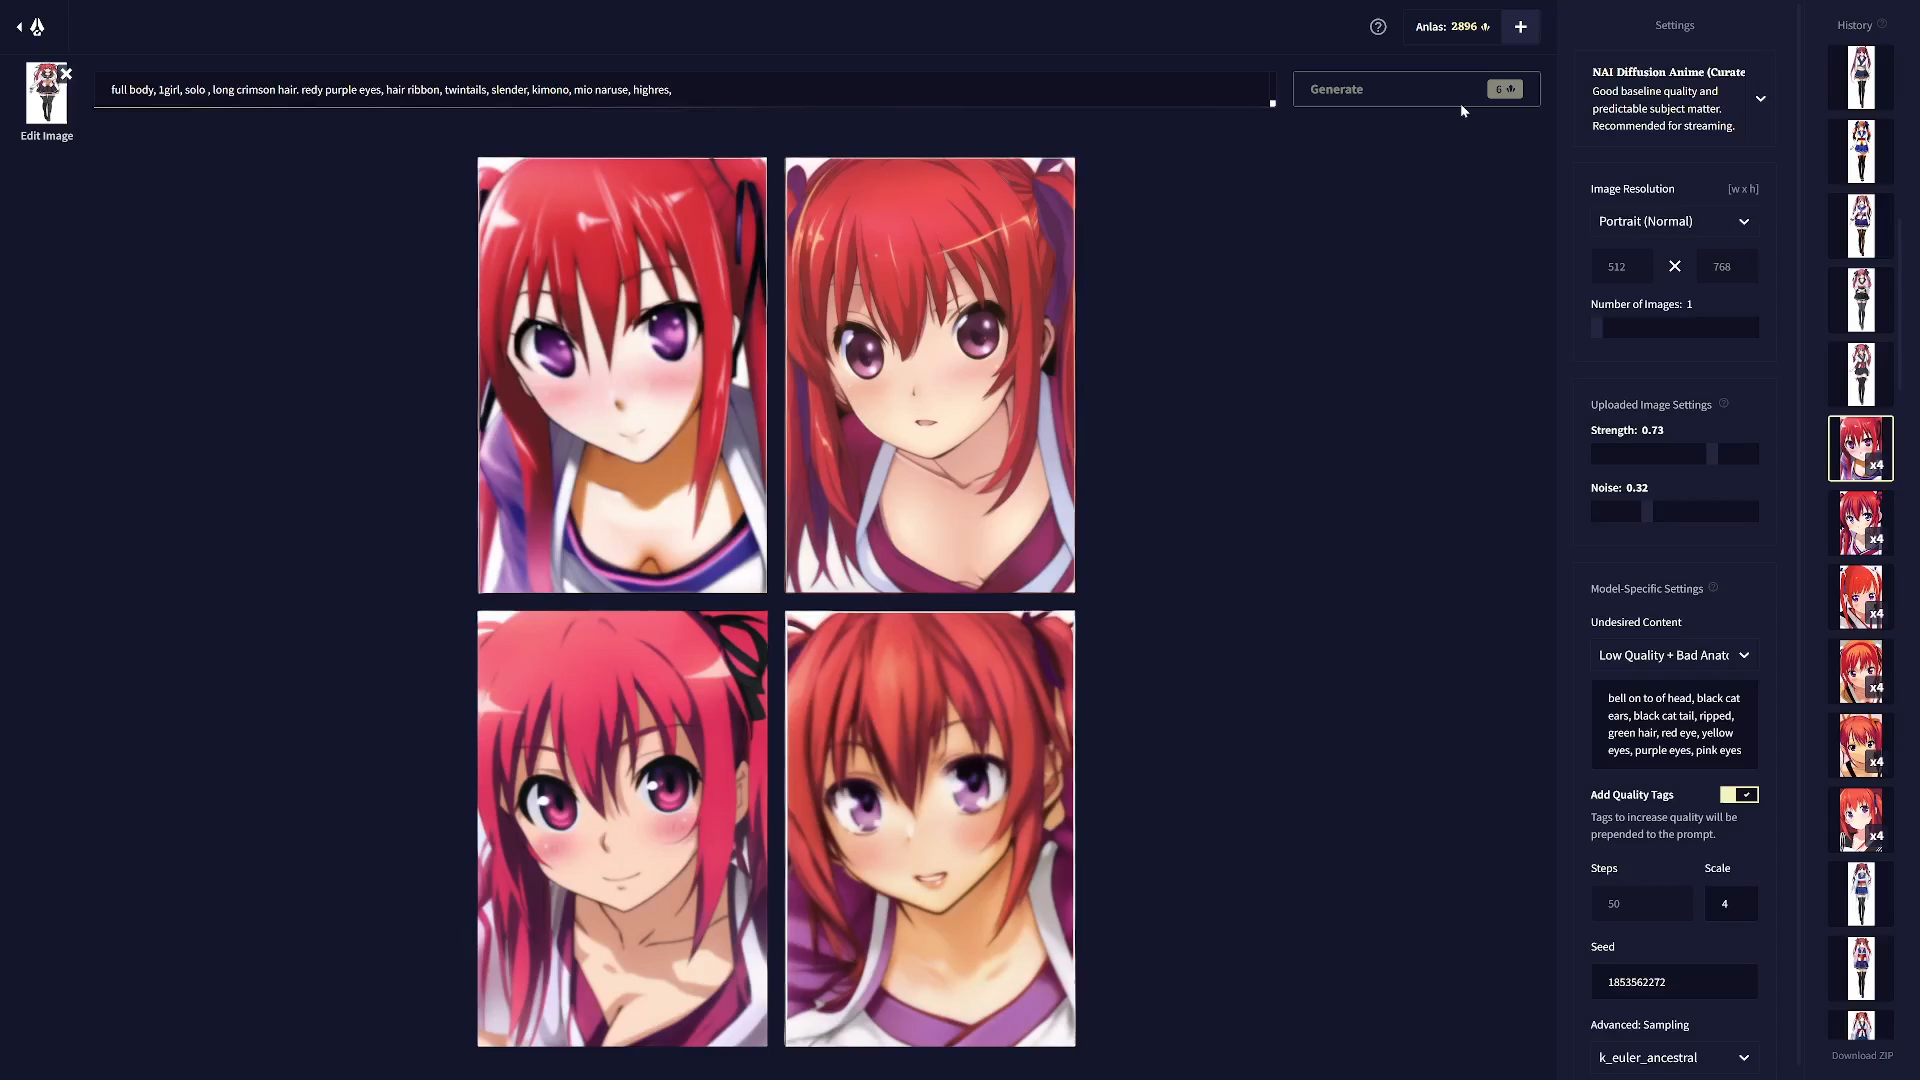 Anlas: 2896
Settings
History
full body, 1girl, solo , long crimson hair. redy purple eyes, hair ribbon, twintails, slender, kimono, mio naruse, highres,
Generate
6
Edit Image
NAI Diffusion Anime (Curate
Good baseline quality and
predictable subject matter.
Recommended for streaming.
Image Resolution
[w x h]
Portrait (Normal)
512
768
Number of Images: 1
Uploaded Image Settings
Strength: 0.73
Noise: 0.32
Model-Specific Settings
Undesired Content
Low Quality + Bad Anatc
bell on to of head, black cat
ears, black cat tail, ripped,
green hair, red eye, yellow
eyes, purple eyes, pink eyes
Add Quality Tags
Tags to increase quality will be
prepended to the prompt.
Steps
Scale
50
4
Seed
1853562272
Advanced: Sampling
k_euler_ancestral
x4
x4
x4
x4
x4
x4
Download ZIP